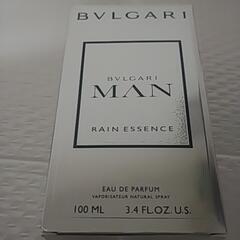 BVLGARI
BVLGARI
MAN
RAIN ESSENCE
EAU DE PARFUM
VAPORISATEUR NATURAL SPRAY
100 ML 3.4 FL.OZ. U.S.